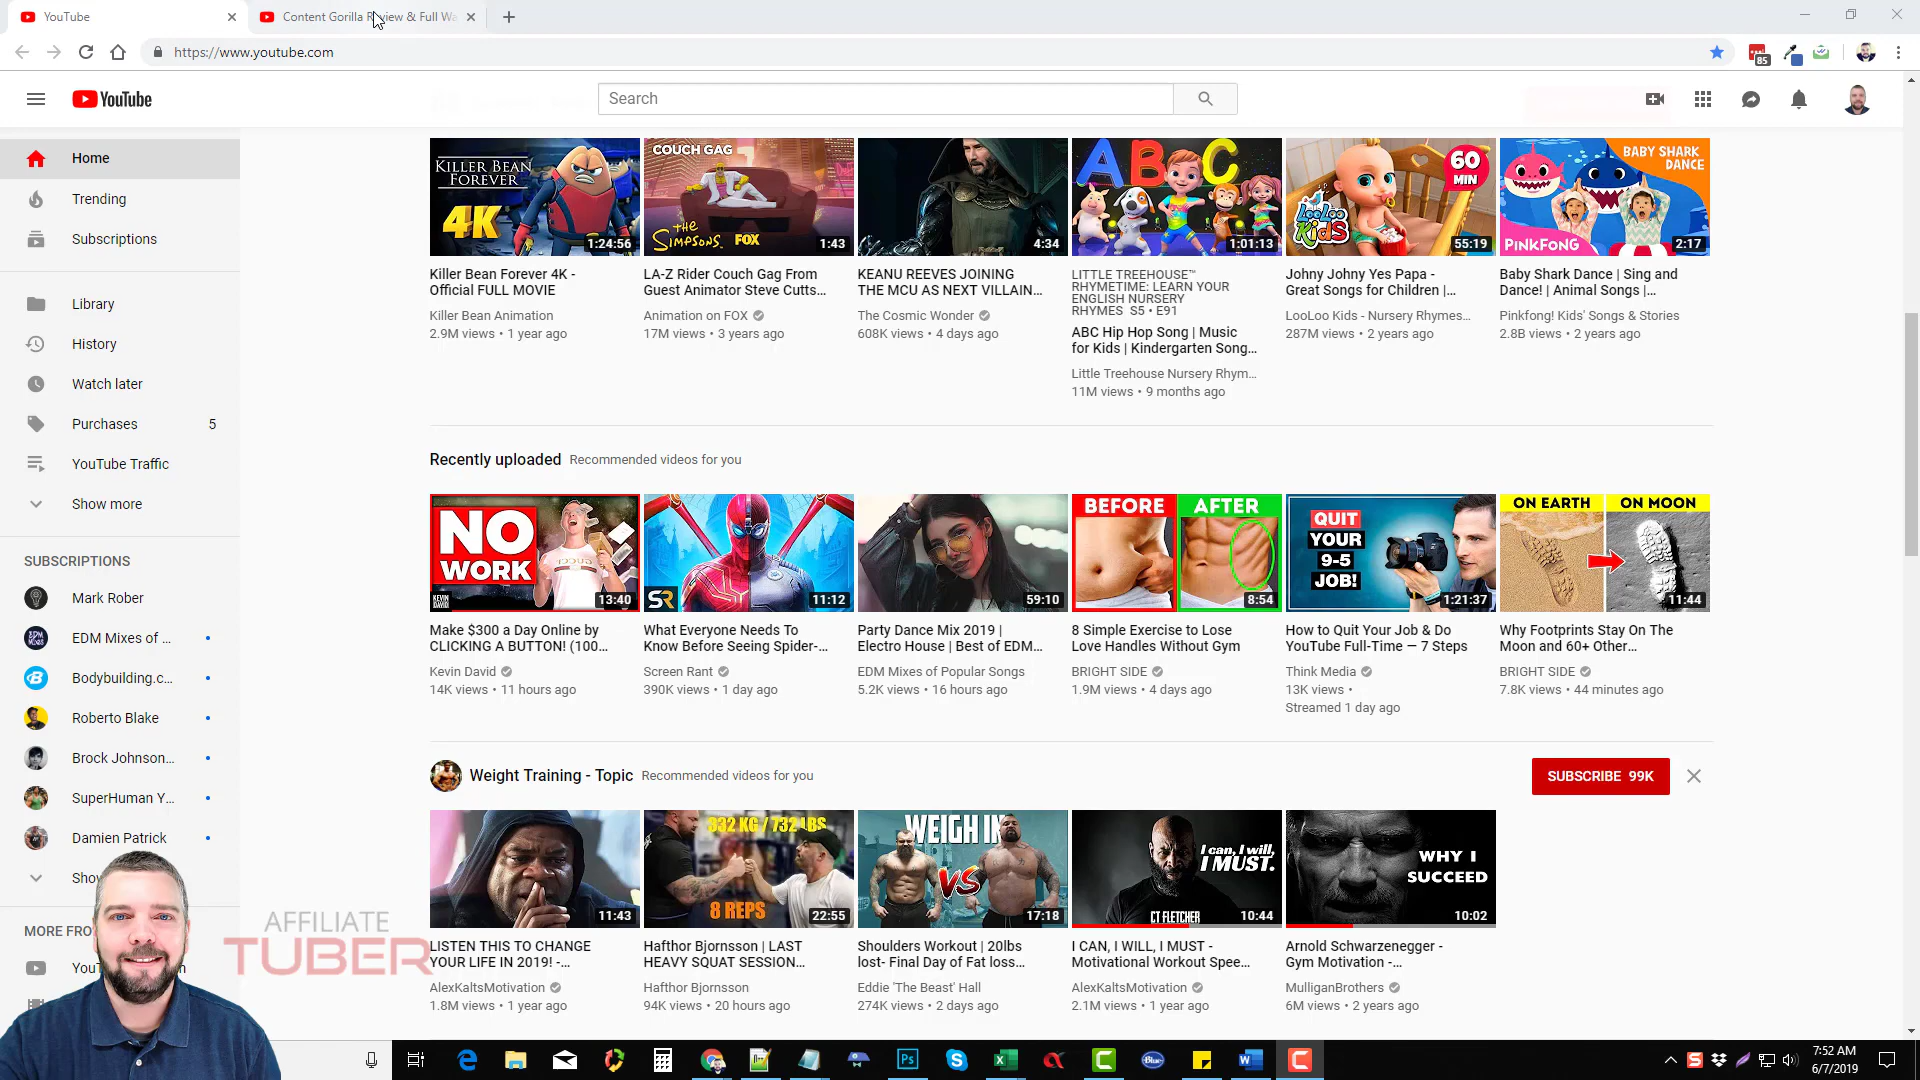 YouTube
Content Gorilla Review & Full Wa
https://www.youtube.com
85
YouTube
Search
Home
Trending
Subscriptions
Library
History
Watch later
Purchases 5
YouTube Traffic
Show more
SUBSCRIPTIONS
Mark Rober
EDM Mixes of ...
Bodybuilding.c...
Roberto Blake
Brock Johnson...
SuperHuman Y...
Damien Patrick
KILLER BEAN
FOREVER
4K
1:24:56
Killer Bean Forever 4K -
Official FULL MOVIE
Killer Bean Animation
2.9M views • 1 year ago
COUCH GAG
the
Simpsons FOX
1:43
LA-Z Rider Couch Gag From
Guest Animator Steve Cutts...
Animation on FOX
17M views • 3 years ago
4:34
KEANU REEVES JOINING
THE MCU AS NEXT VILLAIN...
The Cosmic Wonder
608K views • 4 days ago
ABC
1:01:13
LITTLE TREEHOUSE™
RHYMETIME: LEARN YOUR
ENGLISH NURSERY
RHYMES S5 • E91
ABC Hip Hop Song | Music
for Kids | Kindergarten Song...
Little Treehouse Nursery Rhym...
11M views • 9 months ago
60
MIN
LooLoo
Kids
55:19
Johny Johny Yes Papa -
Great Songs for Children |...
LooLoo Kids - Nursery Rhymes...
287M views • 2 years ago
BABY SHARK
DANCE
PINKFONG
2:17
Baby Shark Dance | Sing and
Dance! | Animal Songs |...
Pinkfong! Kids' Songs & Stories
2.8B views • 2 years ago
Recently uploaded Recommended videos for you
NO
WORK
KEVIN
DAVID
13:40
Make $300 a Day Online by
CLICKING A BUTTON! (100...
Kevin David
14K views • 11 hours ago
SR
11:12
What Everyone Needs To
Know Before Seeing Spider-...
Screen Rant
390K views • 1 day ago
59:10
Party Dance Mix 2019 |
Electro House | Best of EDM...
EDM Mixes of Popular Songs
5.2K views • 16 hours ago
BEFORE AFTER
8:54
8 Simple Exercise to Lose
Love Handles Without Gym
BRIGHT SIDE
1.9M views • 4 days ago
QUIT
YOUR
9-5
JOB!
1:21:37
How to Quit Your Job & Do
YouTube Full-Time — 7 Steps
Think Media
13K views •
Streamed 1 day ago
ON EARTH ON MOON
11:44
Why Footprints Stay On The
Moon and 60+ Other...
BRIGHT SIDE
7.8K views • 44 minutes ago
Weight Training - Topic Recommended videos for you
SUBSCRIBE 99K
11:43
LISTEN THIS TO CHANGE
YOUR LIFE IN 2019! -...
AlexKaltsMotivation
1.8M views • 1 year ago
332 KG / 732 LBS
8 REPS
22:55
Hafthor Bjornsson | LAST
HEAVY SQUAT SESSION...
Hafthor Bjornsson
94K views • 20 hours ago
WEIGH IN
VS
17:18
Shoulders Workout | 20lbs
lost- Final Day of Fat loss...
Eddie 'The Beast' Hall
274K views • 2 days ago
I can, I will,
I MUST.
CT FLETCHER
10:44
I CAN, I WILL, I MUST -
Motivational Workout Spee...
AlexKaltsMotivation
2.1M views • 1 year ago
WHY I
SUCCEED
10:02
Arnold Schwarzenegger -
Gym Motivation -...
MulliganBrothers
6M views • 2 years ago
Sho
MORE FRO
AFFILIATE
TUBER
7:52 AM
6/7/2019